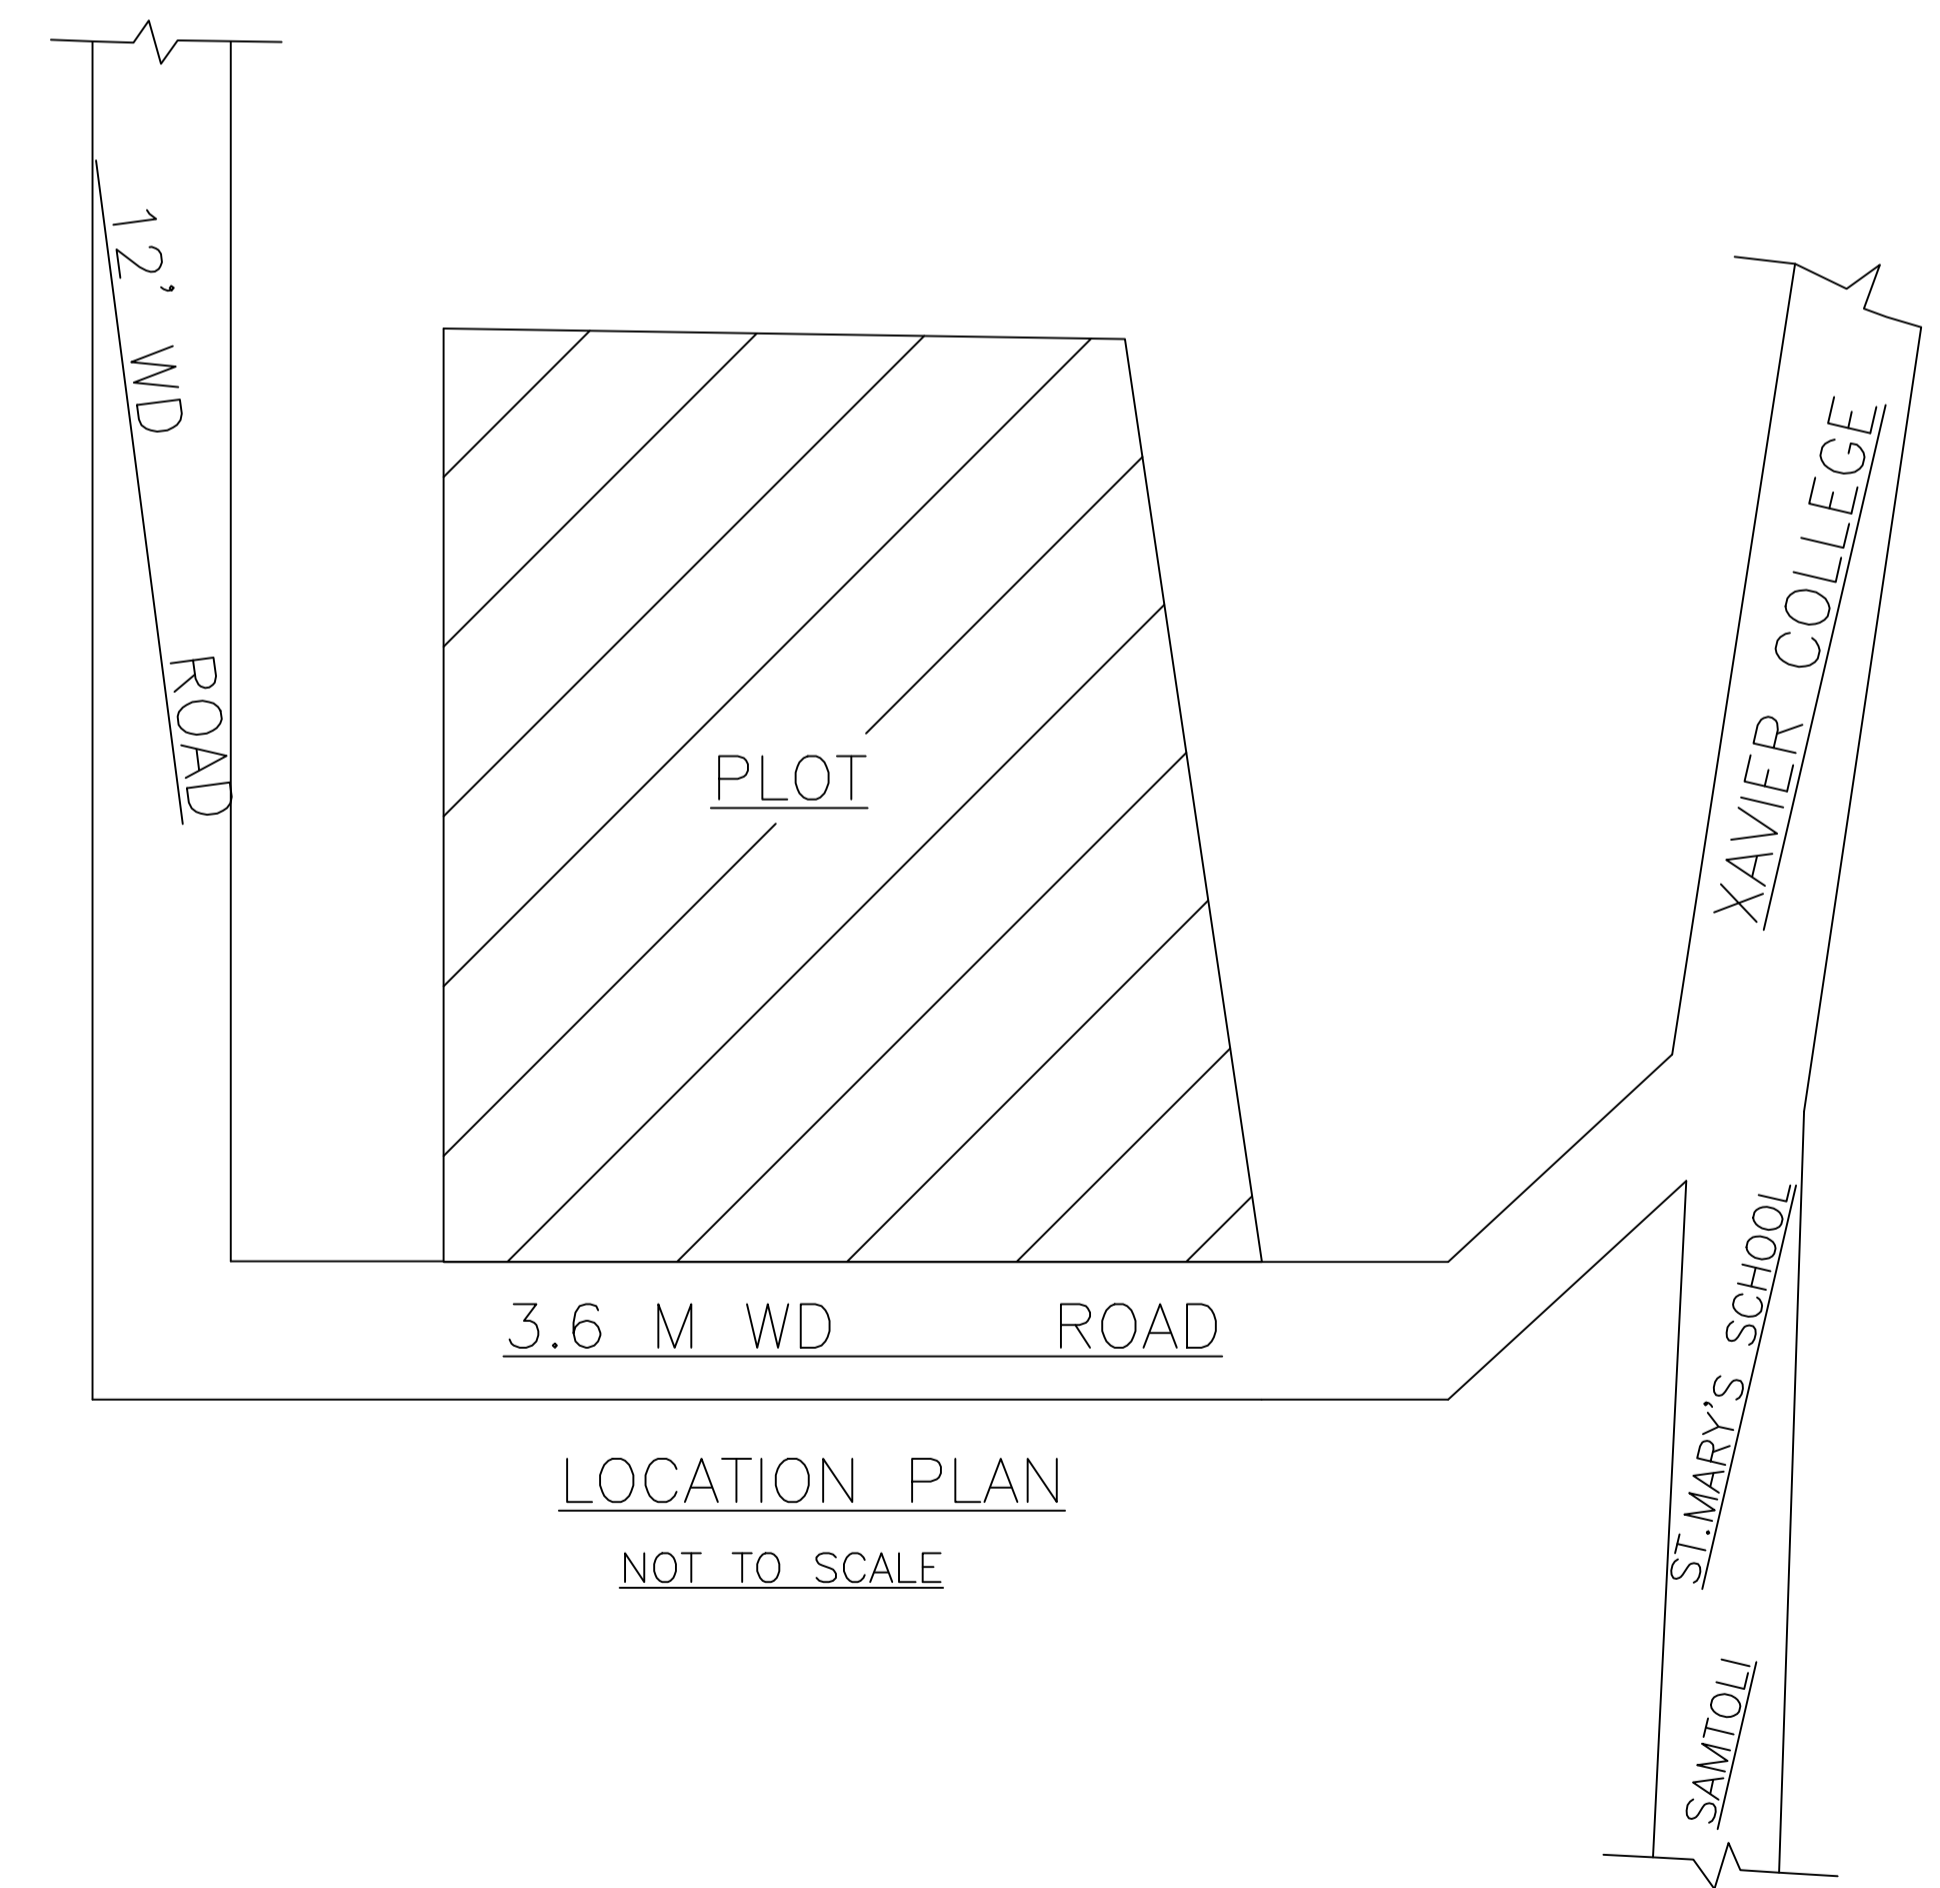 12' WD ROAD
XAVIER COLLEGE
PLOT
ST.MARY'S SCHOOL
3.6 M WD ROAD
LOCATION PLAN
NOT TO SCALE
SAMTOLI